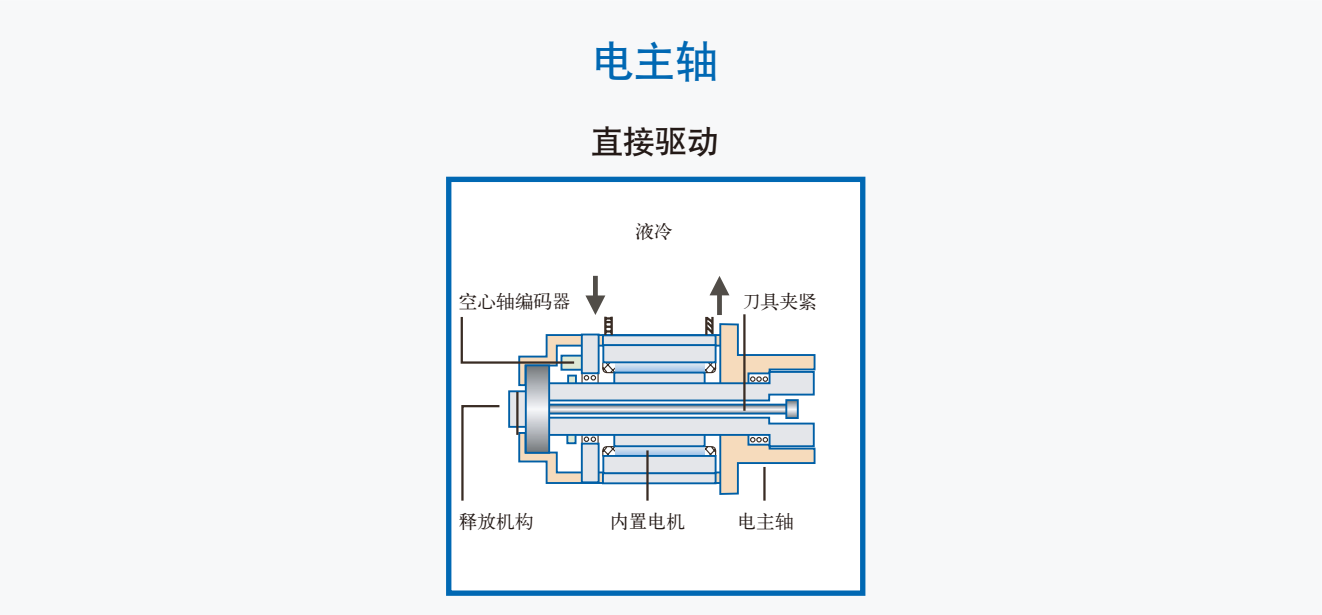 电主轴
直接驱动
液冷
空心轴编码器
刀具夹紧
释放机构
内置电机
电主轴